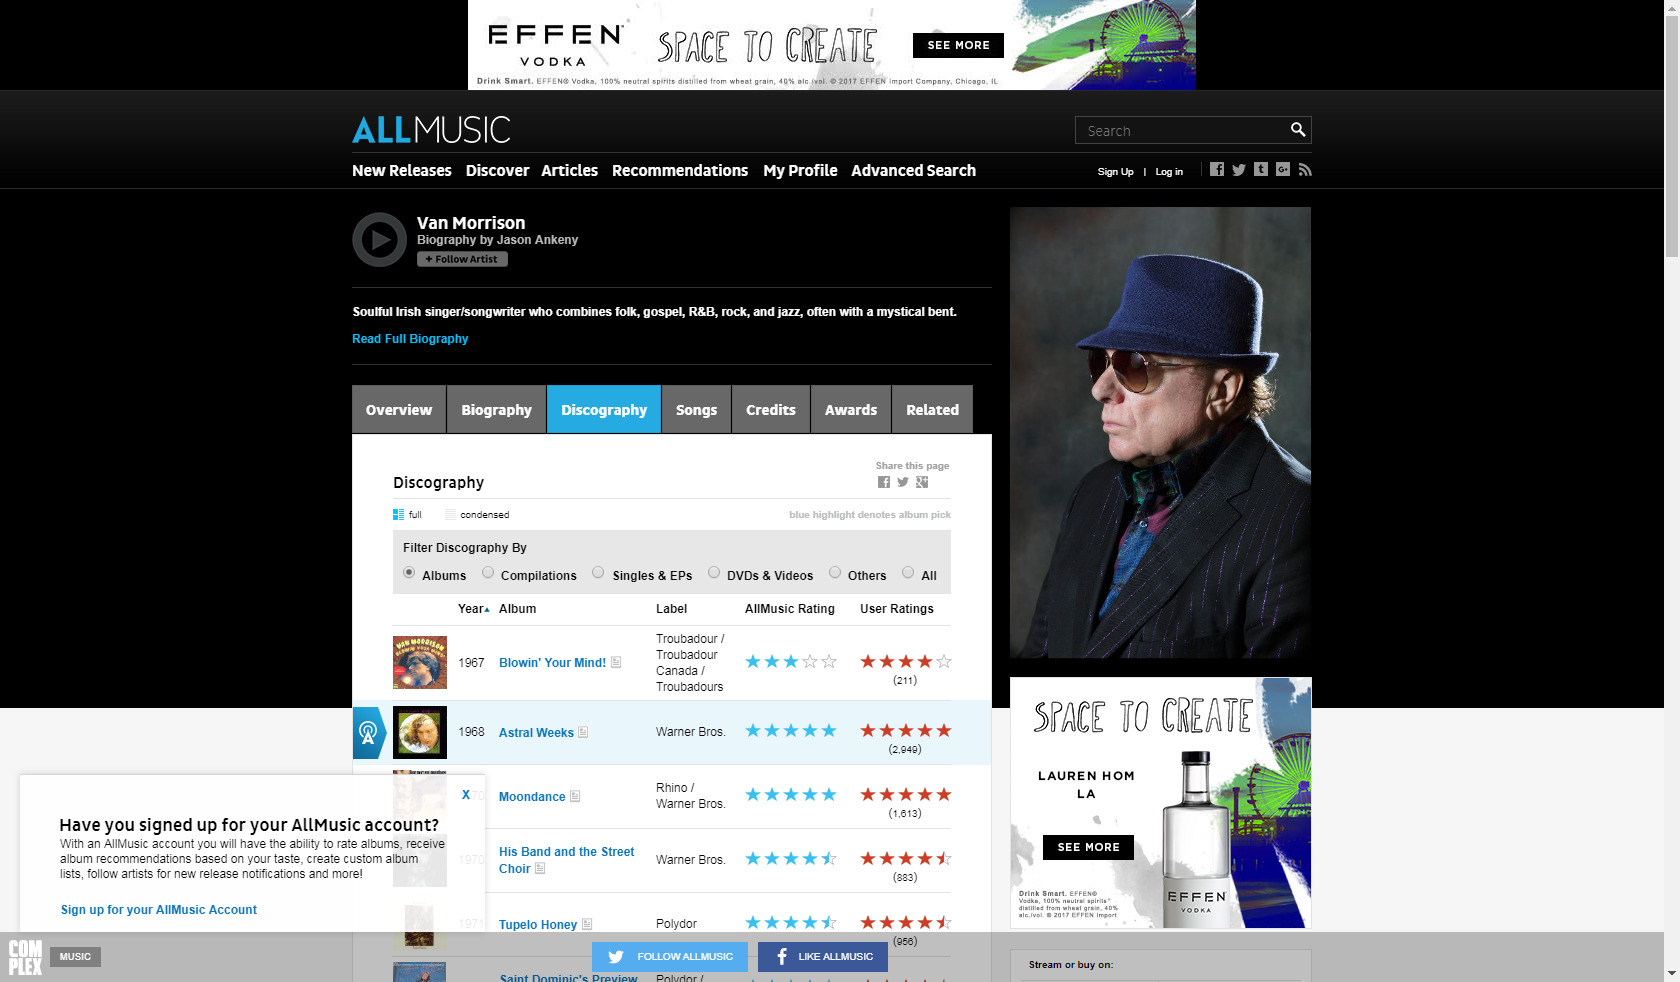 EFFEN
VODKA
SPACE TO CREATE
SEE MORE
Drink Smart. EFFEN® Vodka, 100% neutral spirits distilled from wheat grain, 40% alc./vol. © 2017 EFFEN Import Company, Chicago, IL
ALLMUSIC
Search
New Releases Discover Articles Recommendations My Profile Advanced Search
Sign Up | Log in
Van Morrison
Biography by Jason Ankeny
+ Follow Artist
Soulful Irish singer/songwriter who combines folk, gospel, R&B, rock, and jazz, often with a mystical bent.
Read Full Biography
Overview Biography Discography Songs Credits Awards Related
Share this page
Discography
full condensed
blue highlight denotes album pick
Filter Discography By
Albums Compilations Singles & EPs DVDs & Videos Others All
Year Album Label AllMusic Rating User Ratings
VAN MORRISON
BLOWIN' YOUR MIND!
1967 Blowin' Your Mind!
Troubadour /
Troubadour
Canada /
Troubadours
(211)
1968 Astral Weeks Warner Bros.
(2,949)
Moondance
Rhino /
Warner Bros.
(1,613)
1970
His Band and the Street
Choir
Warner Bros.
(883)
1971 Tupelo Honey Polydor
(956)
Saint Dominic's Preview Polydor /
X
Have you signed up for your AllMusic account?
With an AllMusic account you will have the ability to rate albums, receive
album recommendations based on your taste, create custom album
lists, follow artists for new release notifications and more!
Sign up for your AllMusic Account
SPACE TO CREATE
LAUREN HOM
LA
SEE MORE
EFFEN
VODKA
Drink Smart. EFFEN®
Vodka, 100% neutral spirits
distilled from wheat grain, 40%
alc./vol. © 2017 EFFEN Import
Stream or buy on:
COMPLEX
MUSIC
FOLLOW ALLMUSIC
LIKE ALLMUSIC